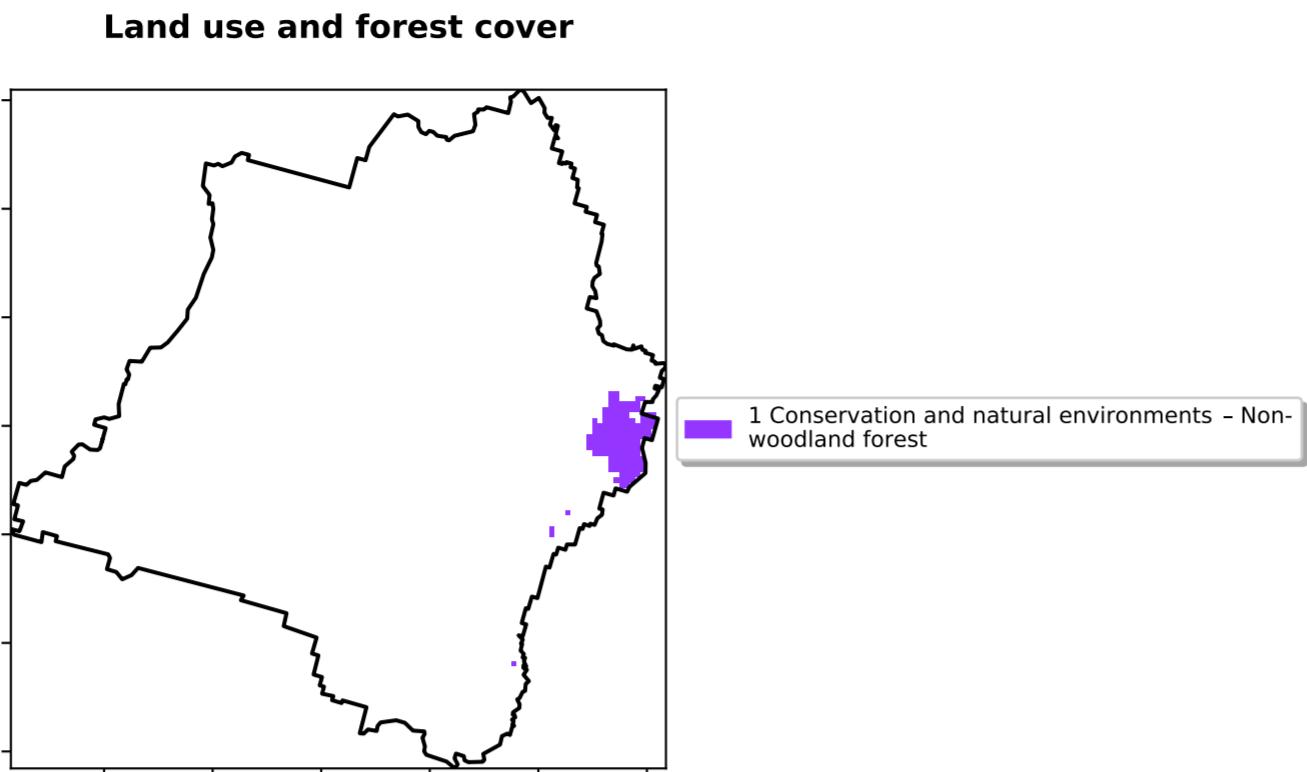 Land use and forest cover
1 Conservation and natural environments – Non-
woodland forest